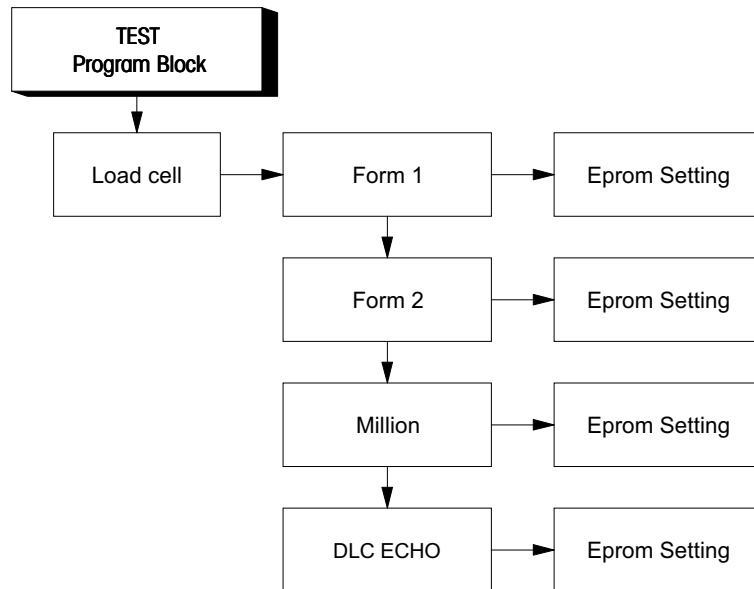 TEST
Program Block
Load cell
Form 1
Eprom Setting
Form 2
Eprom Setting
Million
Eprom Setting
DLC ECHO
Eprom Setting